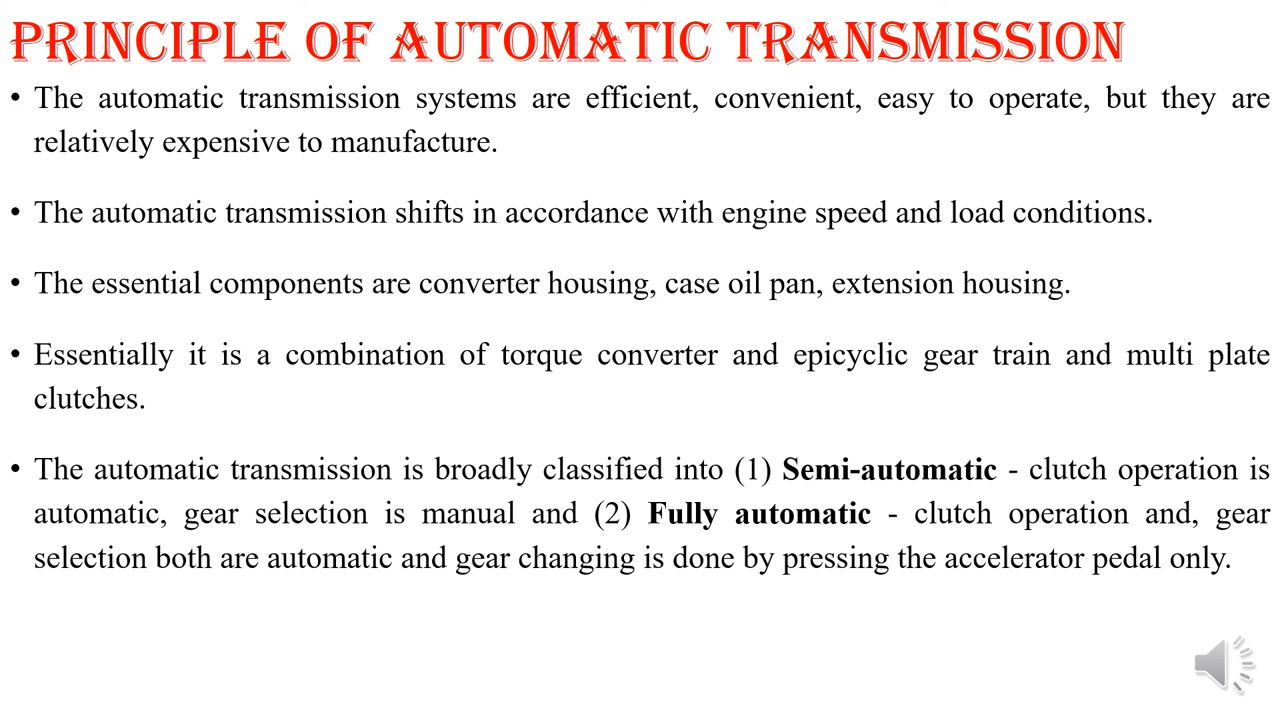 PRINCIPLE OF AUTOMATIC TRANSMISSION
• The automatic transmission systems are efficient, convenient, easy to operate, but they are
relatively expensive to manufacture.
• The automatic transmission shifts in accordance with engine speed and load conditions.
• The essential components are converter housing, case oil pan, extension housing.
• Essentially it is a combination of torque converter and epicyclic gear train and multi plate
clutches.
• The automatic transmission is broadly classified into (1) Semi-automatic - clutch operation is
automatic, gear selection is manual and (2) Fully automatic - clutch operation and, gear
selection both are automatic and gear changing is done by pressing the accelerator pedal only.